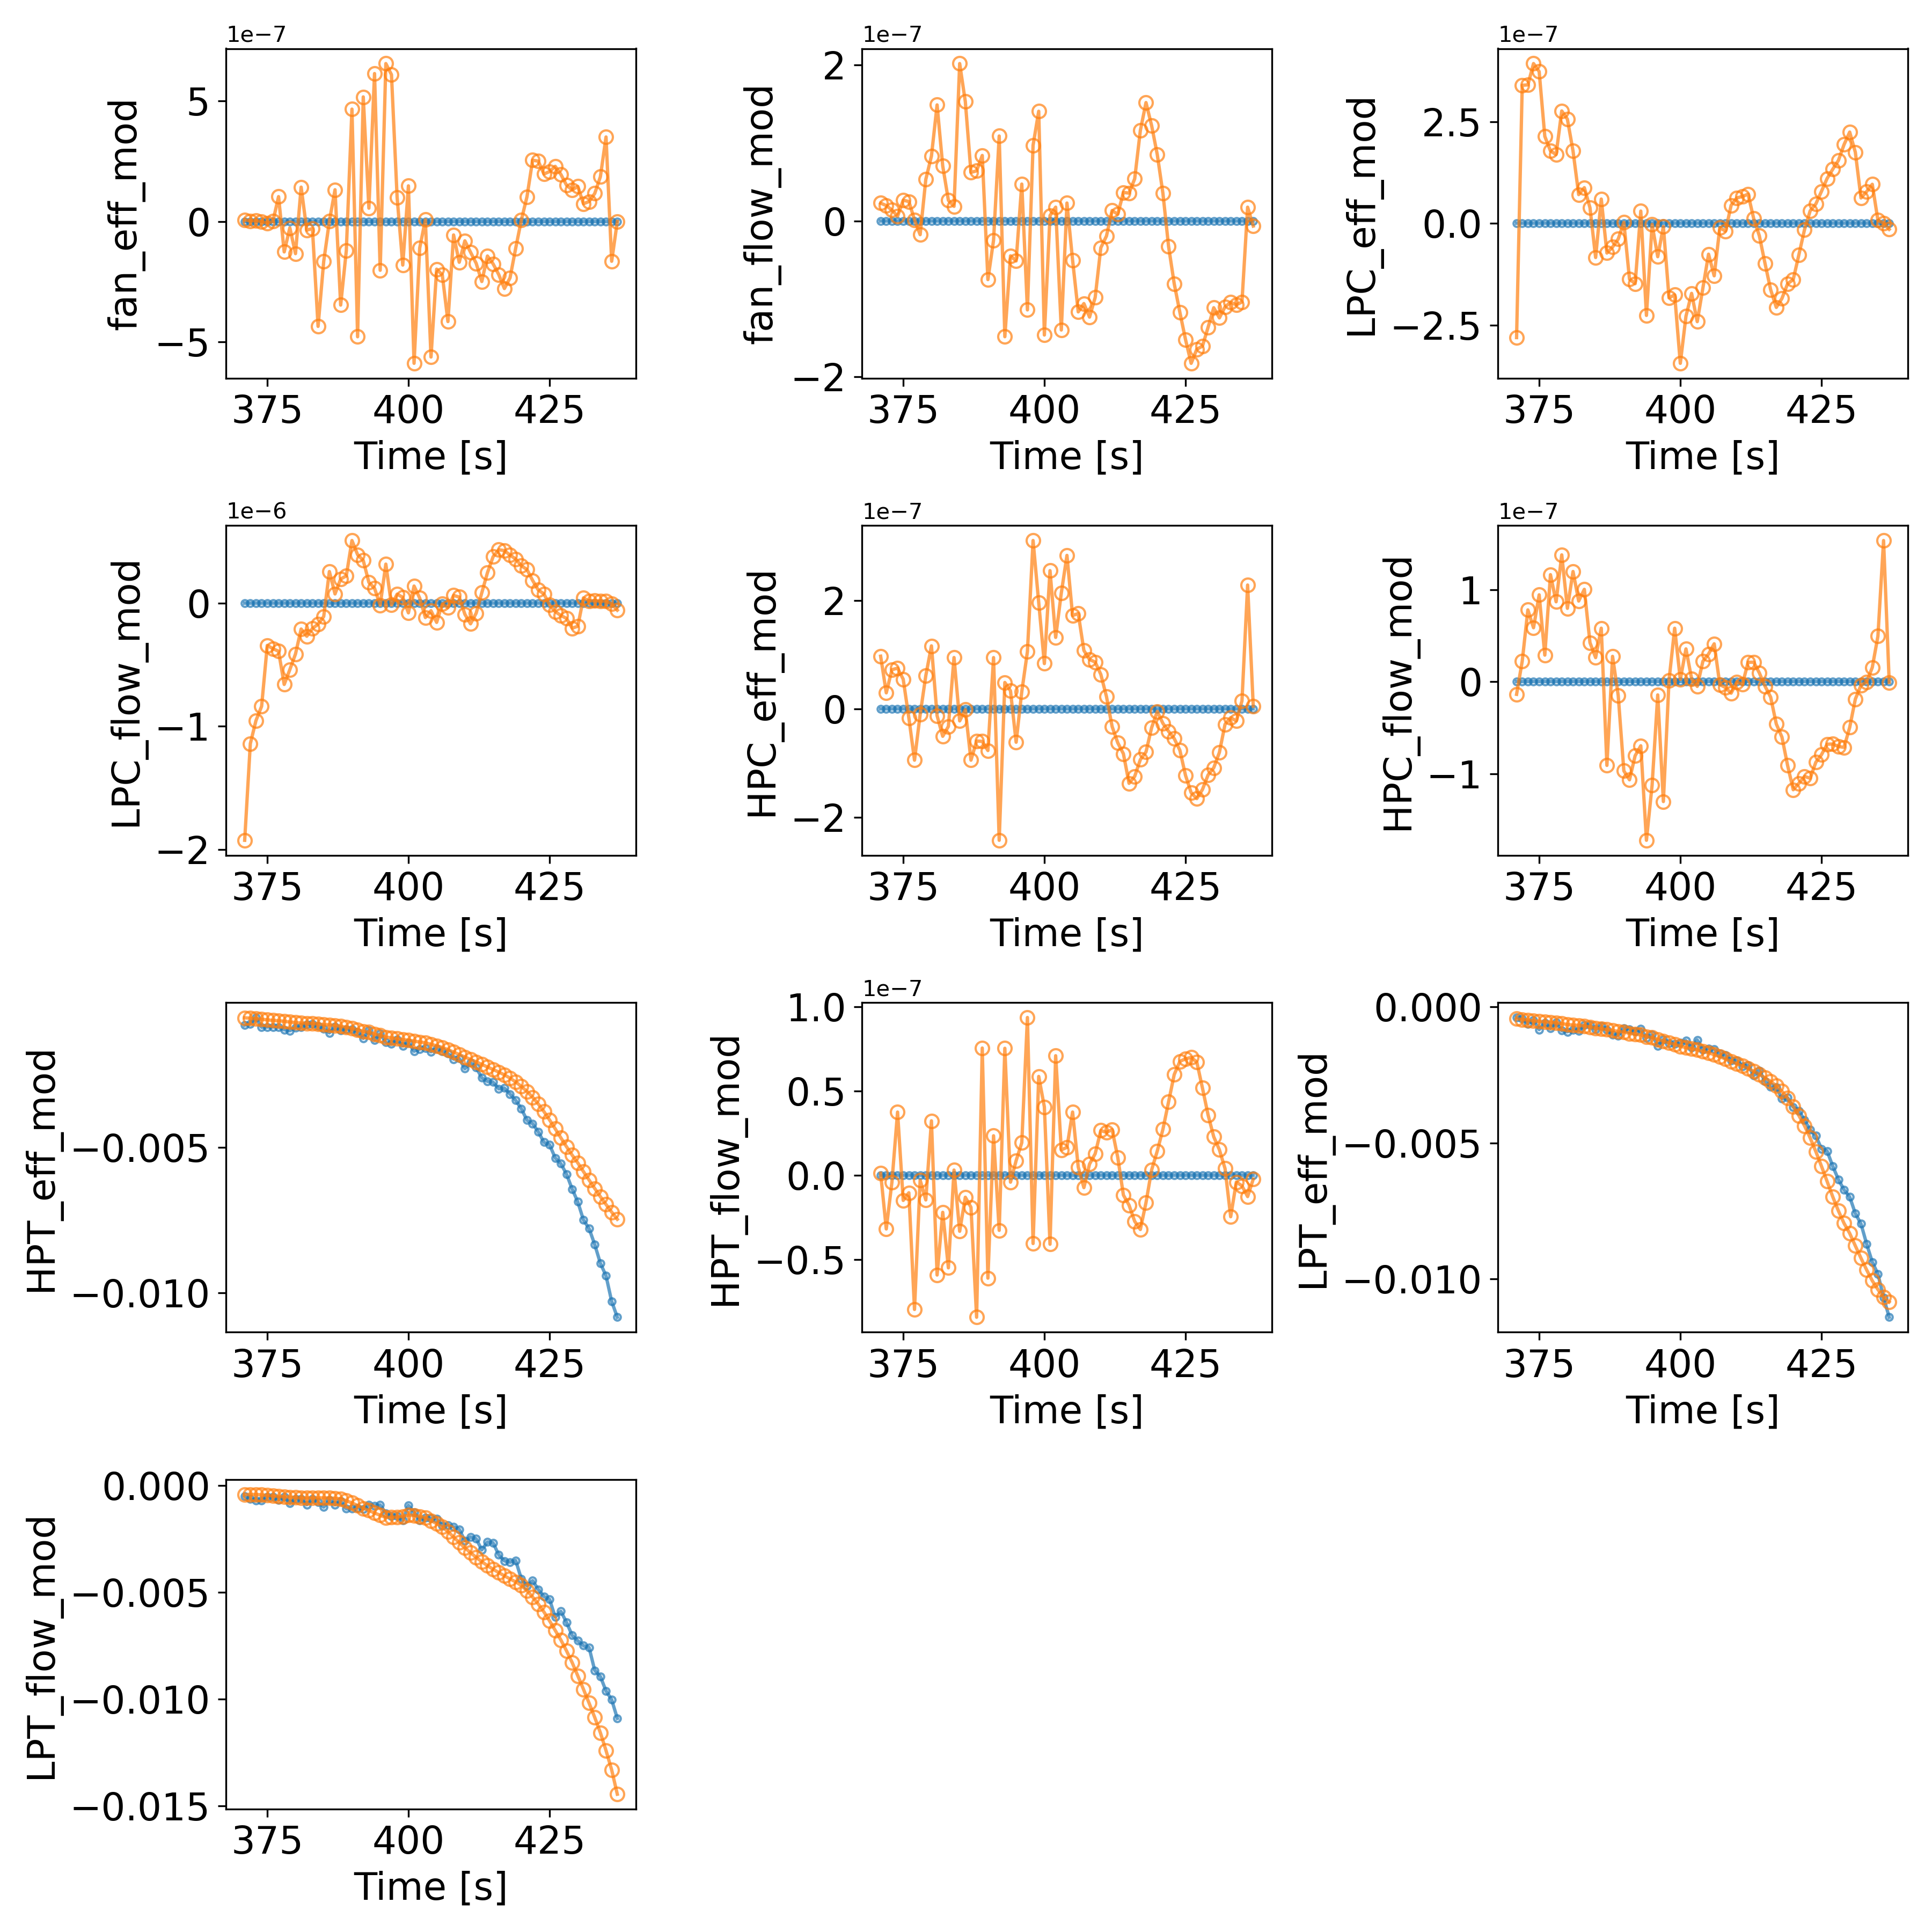 1e−7
5
0
−5
fan_eff_mod
375 400 425
Time [s]
1e−7
2
0
−2
fan_flow_mod
375 400 425
Time [s]
1e−7
2.5
0.0
−2.5
LPC_eff_mod
375 400 425
Time [s]
1e−6
0
−1
−2
LPC_flow_mod
375 400 425
Time [s]
1e−7
2
0
−2
HPC_eff_mod
375 400 425
Time [s]
1e−7
1
0
−1
HPC_flow_mod
375 400 425
Time [s]
−0.005
−0.010
HPT_eff_mod
375 400 425
Time [s]
1e−7
1.0
0.5
0.0
−0.5
HPT_flow_mod
375 400 425
Time [s]
0.000
−0.005
−0.010
LPT_eff_mod
375 400 425
Time [s]
0.000
−0.005
−0.010
−0.015
LPT_flow_mod
375 400 425
Time [s]